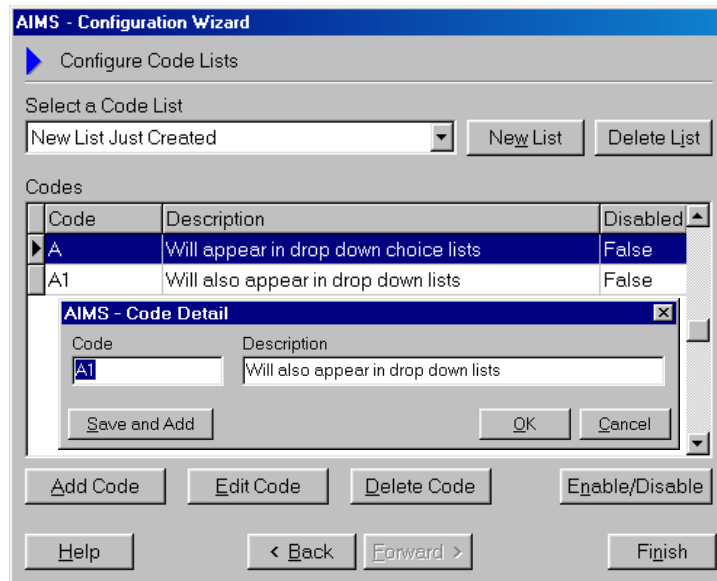 AIMS - Configuration Wizard
Configure Code Lists
Select a Code List
New List Just Created
New List
Delete List
Codes
Code Description Disabled
A Will appear in drop down choice lists False
A1 Will also appear in drop down lists False
AIMS - Code Detail
Code Description
A1 Will also appear in drop down lists
Save and Add OK Cancel
Add Code Edit Code Delete Code Enable/Disable
Help < Back Forward > Finish